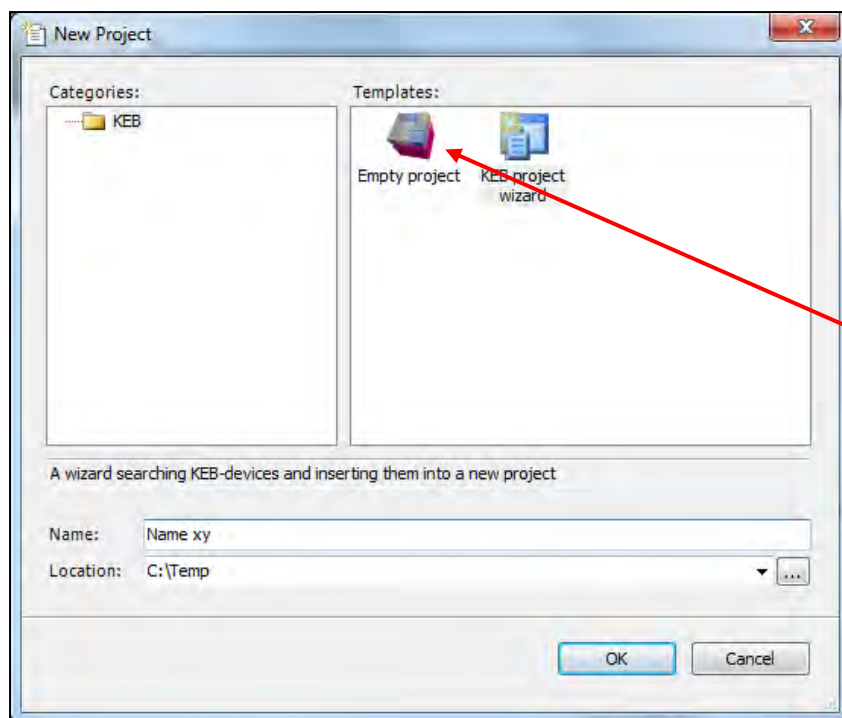 New Project
Categories:
Templates:
KEB
Empty project
KEB project
wizard
A wizard searching KEB-devices and inserting them into a new project
Name:
Name xy
Location:
C:\Temp
...
OK
Cancel